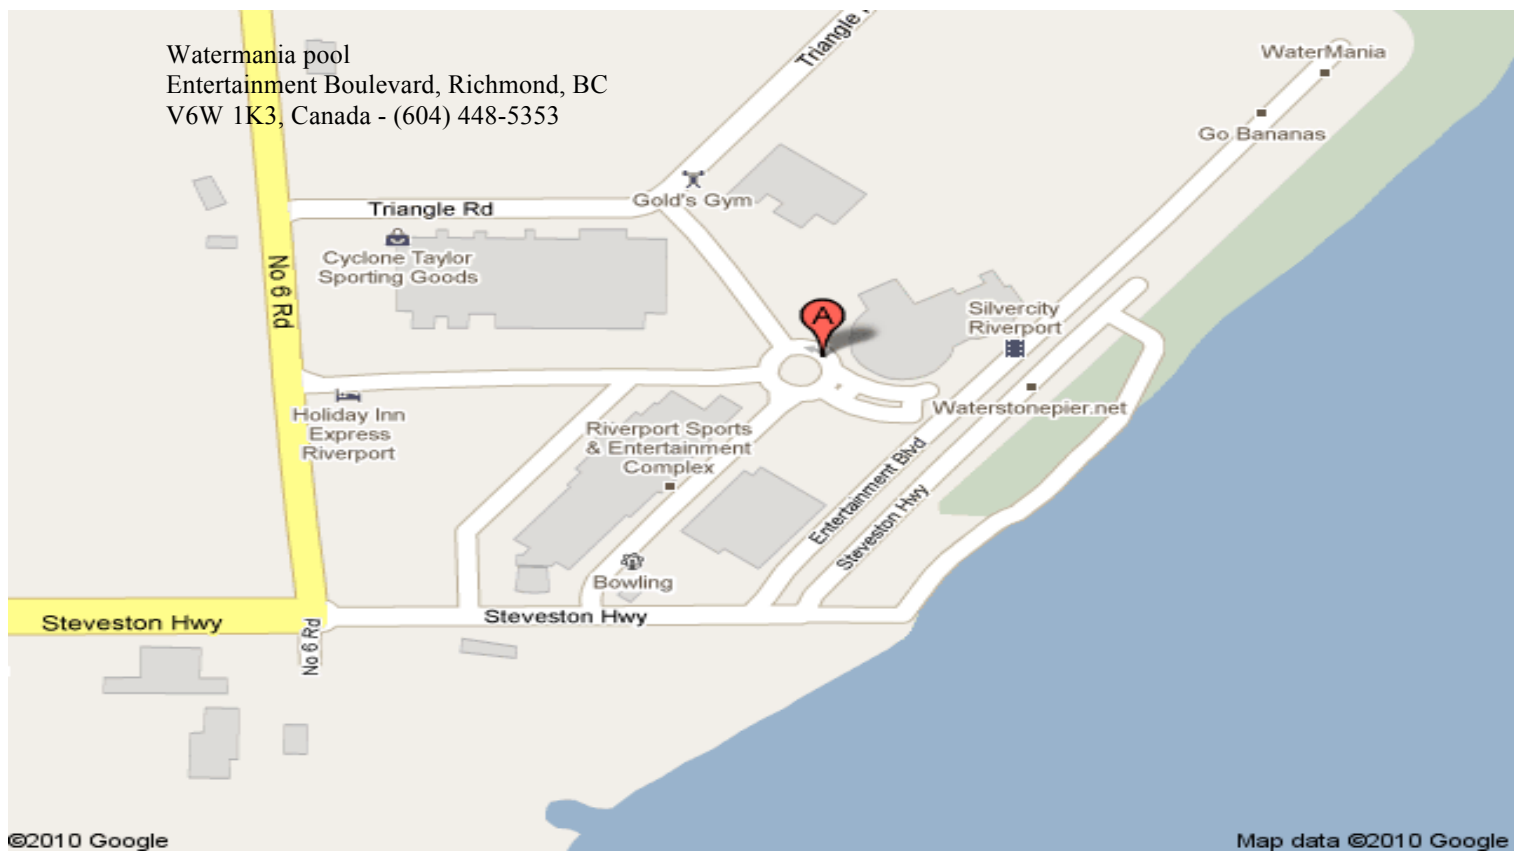 Watermania pool
Entertainment Boulevard, Richmond, BC
V6W 1K3, Canada - (604) 448-5353
Triangle
WaterMania
Go Bananas
Gold's Gym
Triangle Rd
Cyclone Taylor
Sporting Goods
No 6 Rd
A
Silvercity
Riverport
Holiday Inn
Express
Riverport
Waterstonepier.net
Riverport Sports
& Entertainment
Complex
Entertainment Blvd
Steveston Hwy
Bowling
Steveston Hwy
Steveston Hwy
No 6 Rd
©2010 Google
Map data ©2010 Google